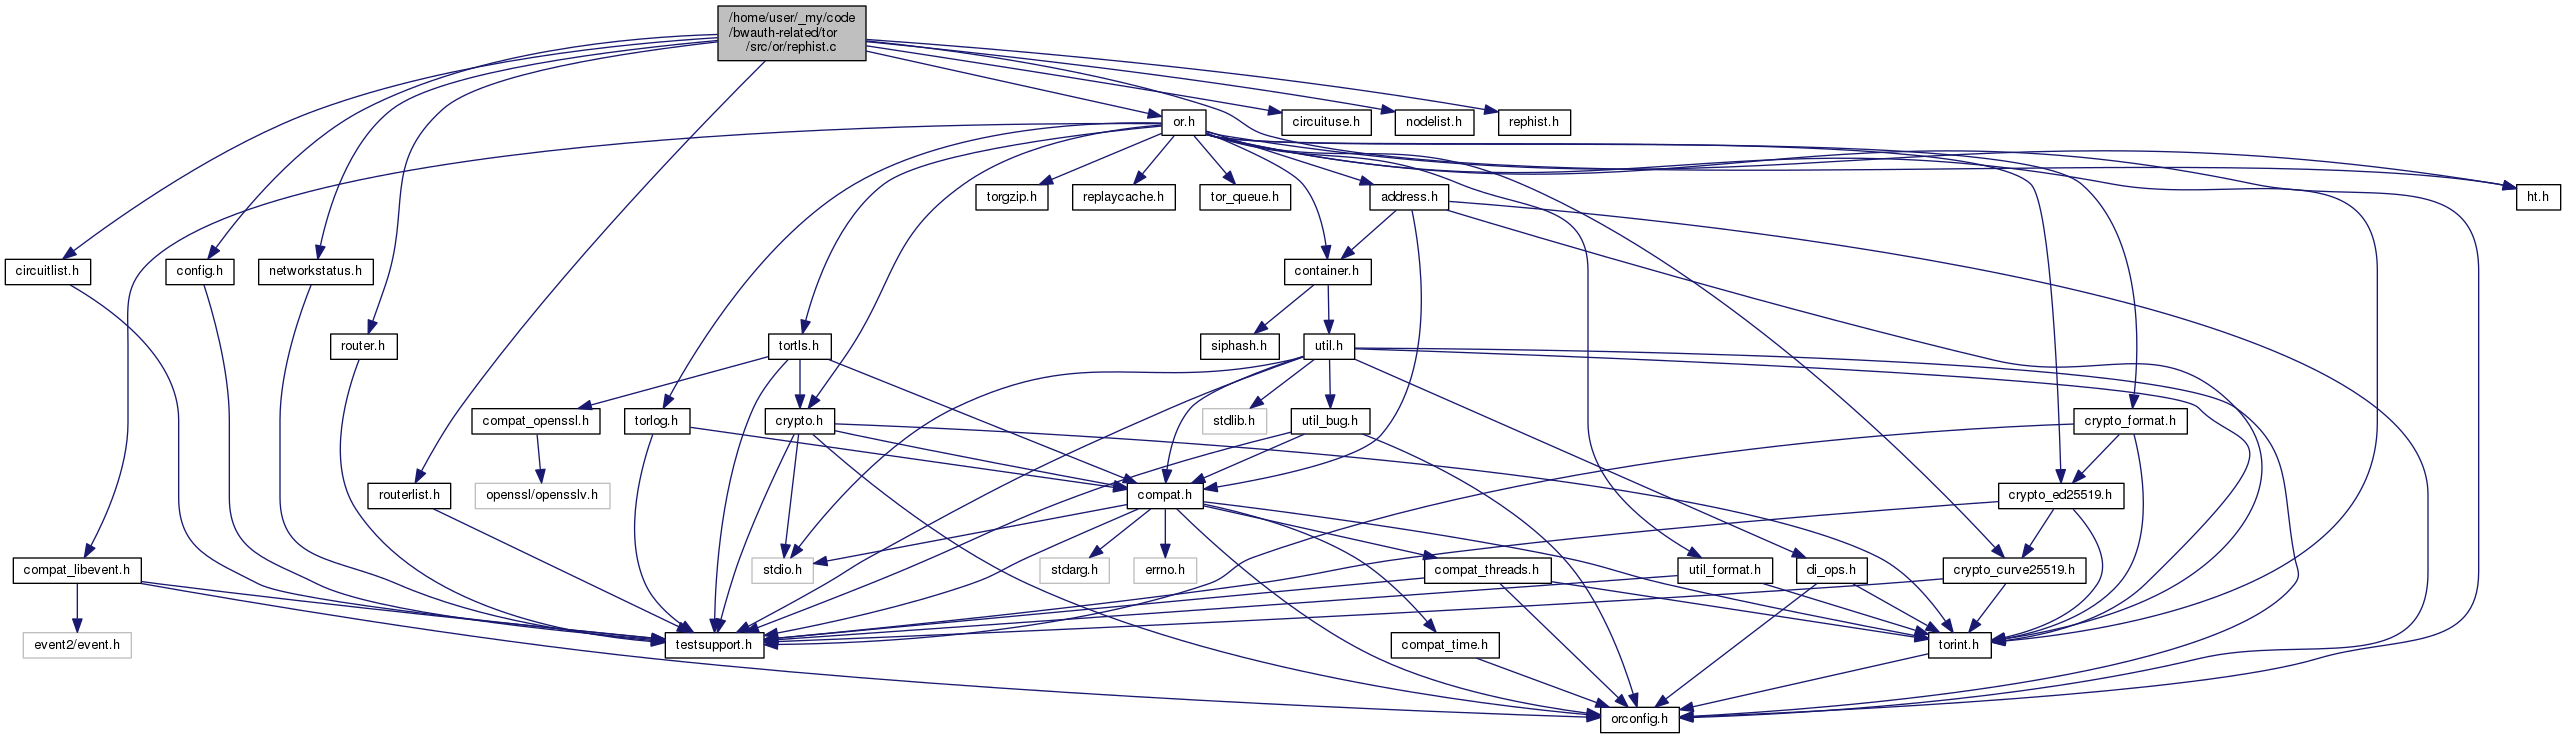 /home/user/_my/code
/bwauth-related/tor
/src/or/rephist.c
or.h
circuituse.h
nodelist.h
rephist.h
torgzip.h
replaycache.h
tor_queue.h
address.h
ht.h
circuitlist.h
config.h
networkstatus.h
container.h
router.h
tortls.h
siphash.h
util.h
compat_openssl.h
torlog.h
crypto.h
stdlib.h
util_bug.h
crypto_format.h
routerlist.h
openssl/opensslv.h
compat.h
crypto_ed25519.h
compat_libevent.h
stdio.h
stdarg.h
errno.h
compat_threads.h
util_format.h
di_ops.h
crypto_curve25519.h
event2/event.h
testsupport.h
compat_time.h
torint.h
orconfig.h